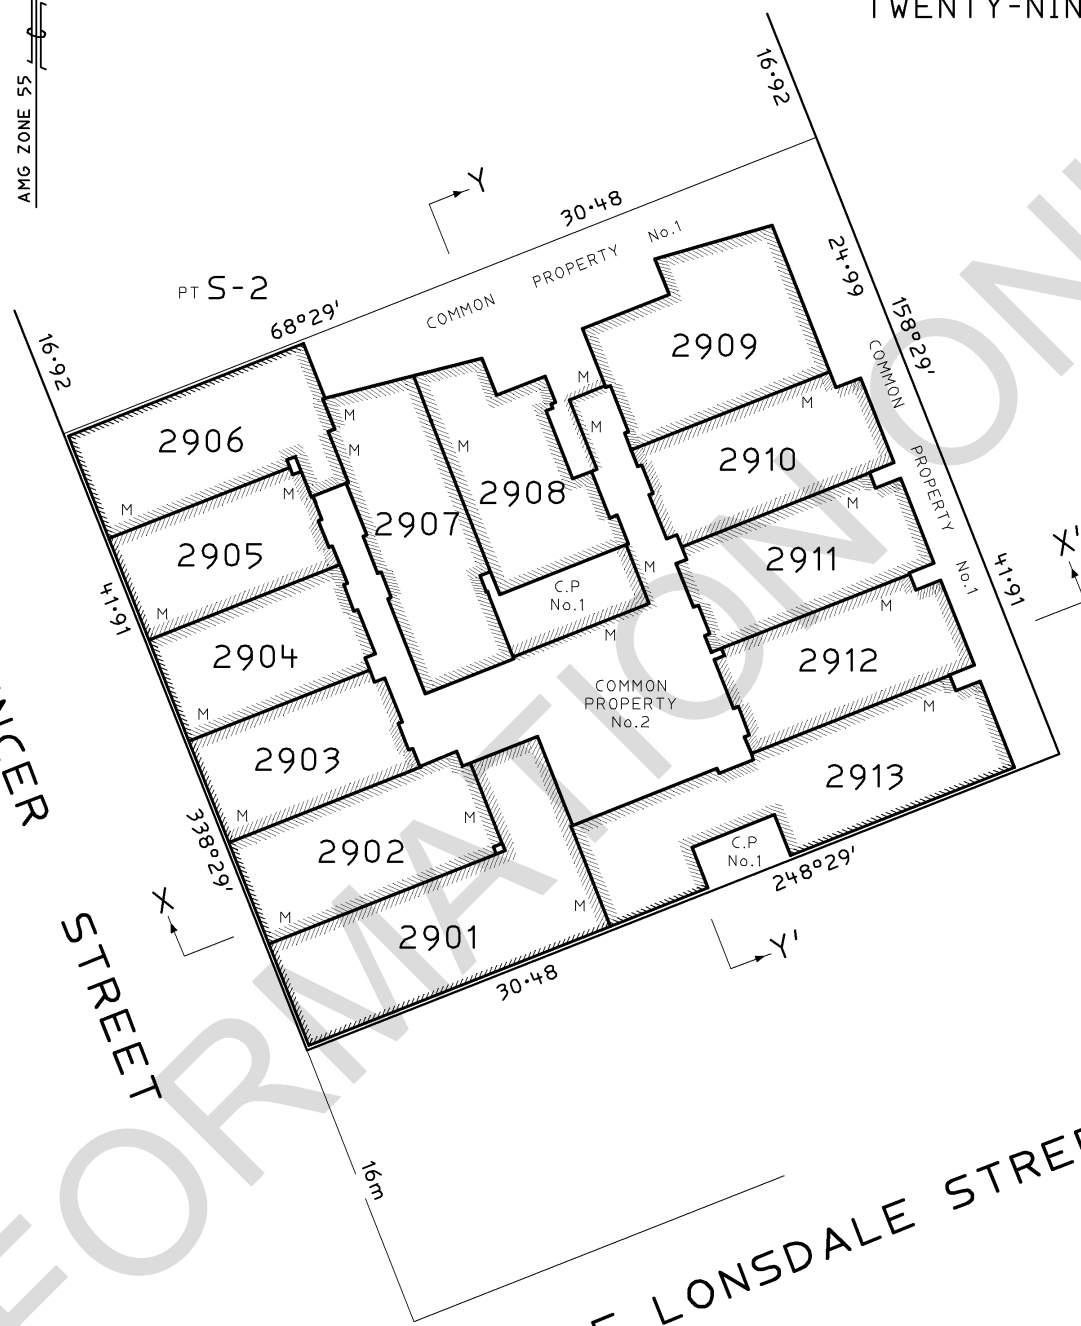 TWENTY-NIN
AMG ZONE 55
16·92
Y
30·48
COMMON PROPERTY No.1
PT S-2
68°29'
24·99
158°29'
16·92
COMMON PROPERTY No.1
2909
M
M
M
M
2906
M
M
M
2910
M
2908
2907
M
2905
M
2911
M
X'
41·91
41·91
C.P
No.1
M
M
M
2904
M
2912
COMMON
PROPERTY
No.2
M
M
2903
2913
M
338°29'
M
2902
C.P
No.1
248°29'
X
M
M
2901
Y'
30·48
NCER
STREET
16m
E LONSDALE STREE
FORMATION ONL